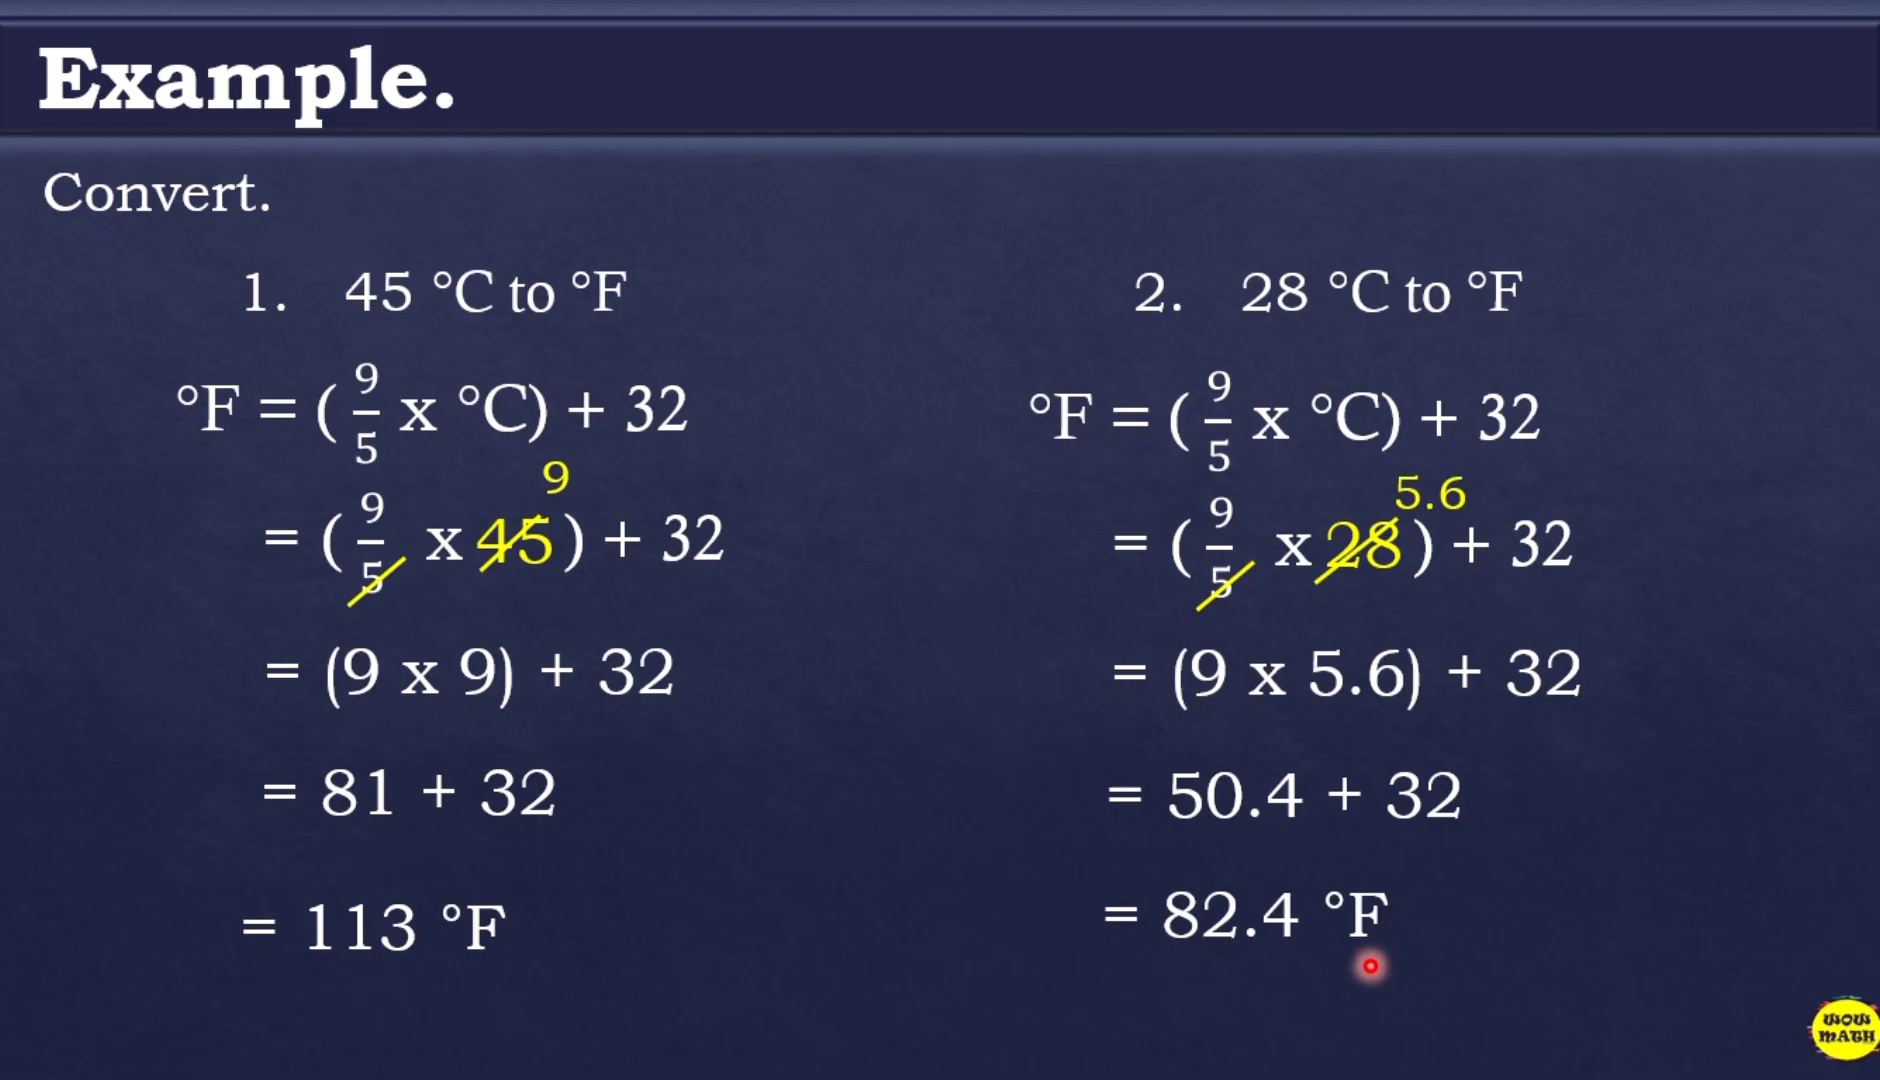 Example.
Convert.
1. 45 °C to °F
°F = ( 9/5 x °C) + 32
9
= ( 9/5 x 45 ) + 32
= (9 x 9) + 32
= 81 + 32
= 113 °F
2. 28 °C to °F
°F = ( 9/5 x °C) + 32
5.6
= ( 9/5 x 28 ) + 32
= (9 x 5.6) + 32
= 50.4 + 32
= 82.4 °F
WOW
MATH